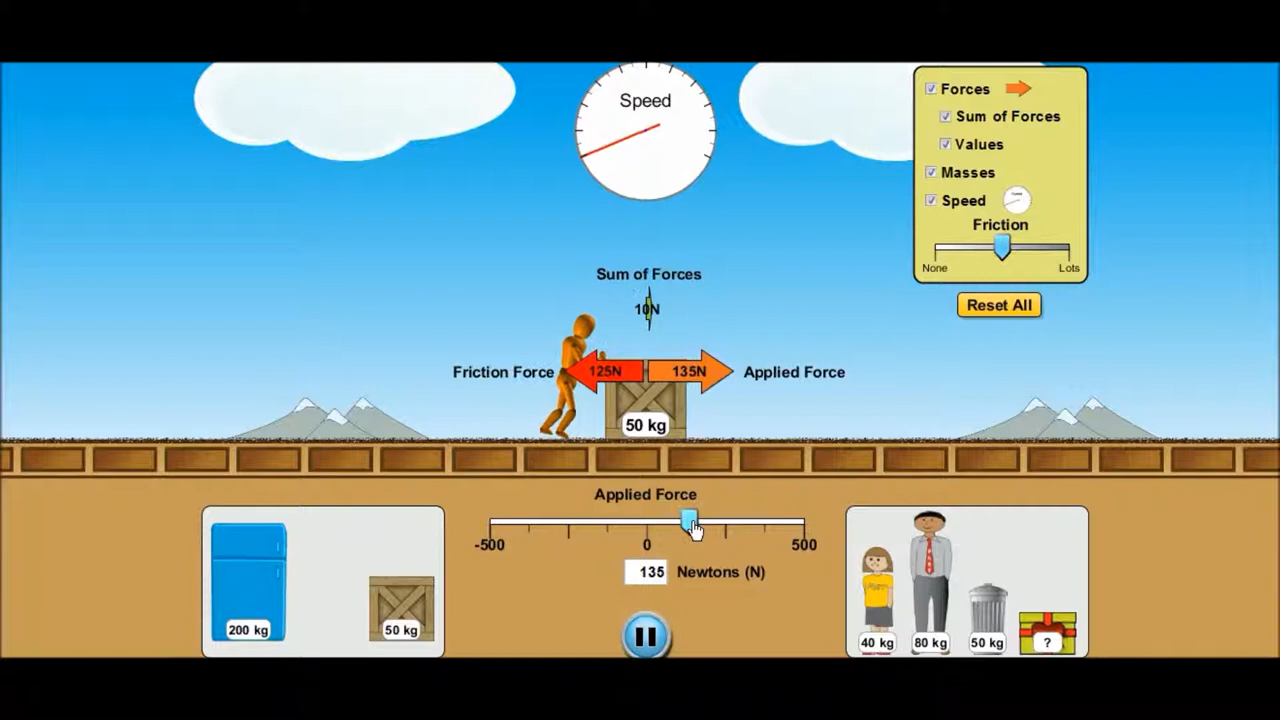 Speed
Forces
Sum of Forces
Values
Masses
Speed
Friction
None
Lots
Reset All
Sum of Forces
10N
Friction Force
125N
135N
Applied Force
50 kg
Applied Force
-500
0
500
135
Newtons (N)
200 kg
50 kg
40 kg
80 kg
50 kg
?